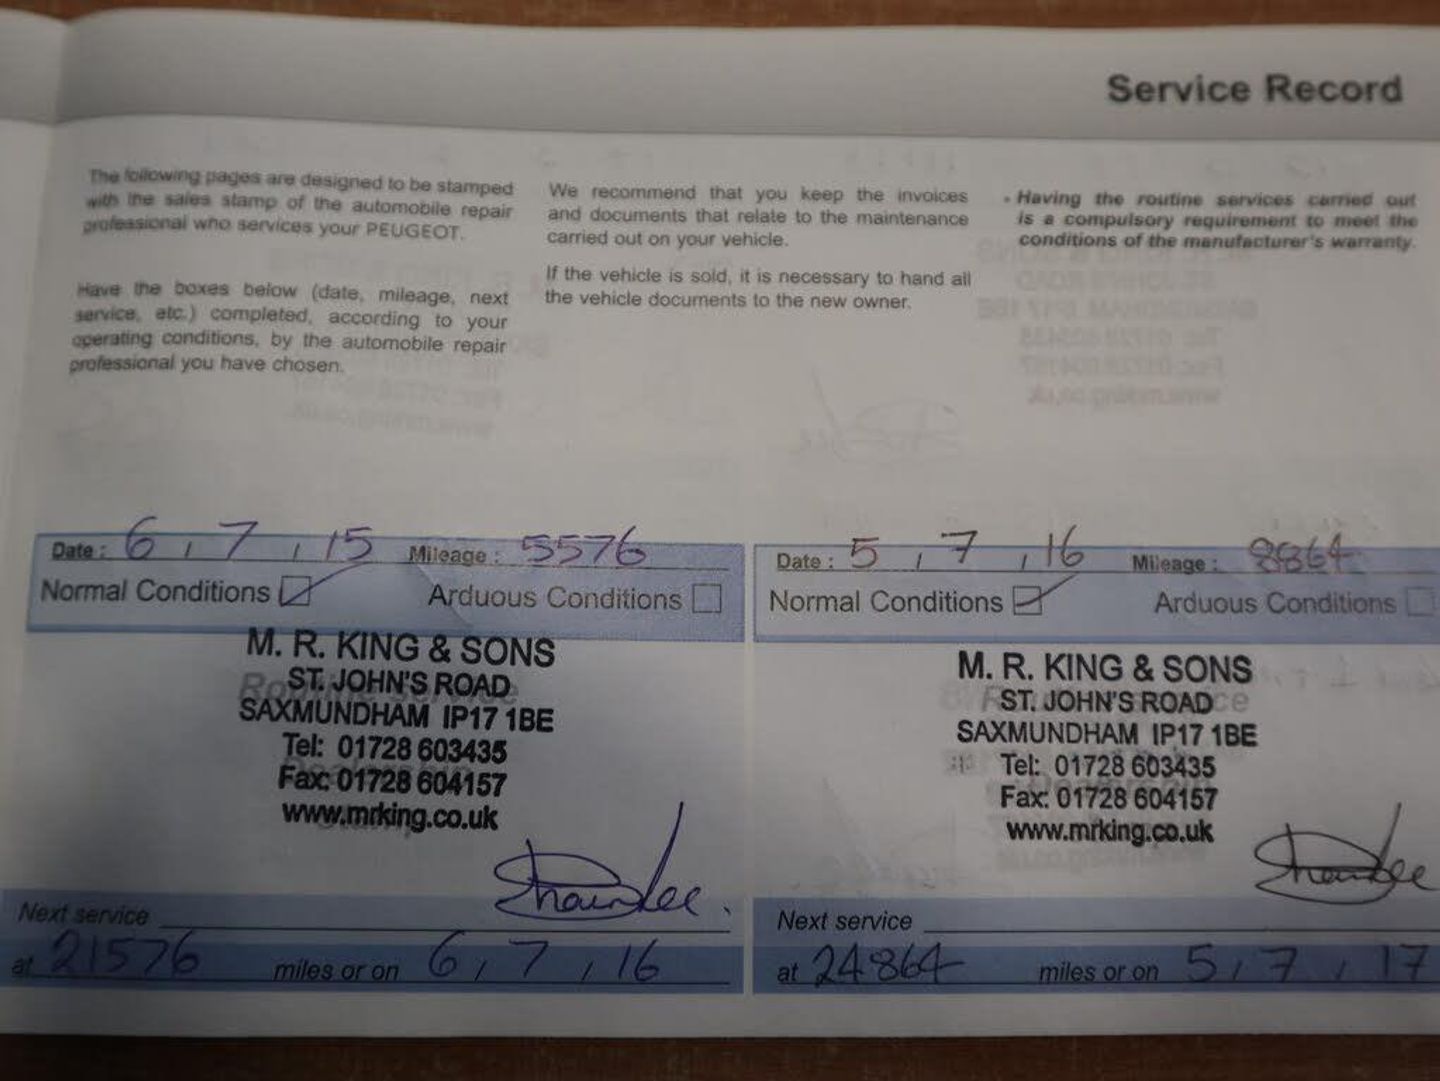 Service Record
The following pages are designed to be stamped
with the sales stamp of the automobile repair
professional who services your PEUGEOT.
Have the boxes below (date, mileage, next
service, etc.) completed, according to your
operating conditions, by the automobile repair
professional you have chosen.
We recommend that you keep the invoices
and documents that relate to the maintenance
carried out on your vehicle.
If the vehicle is sold, it is necessary to hand all
the vehicle documents to the new owner.
• Having the routine services carried out
is a compulsory requirement to meet the
conditions of the manufacturer's warranty.
Date : 6 / 7 / 15 Mileage : 5576
Normal Conditions Arduous Conditions
M. R. KING & SONS
ST. JOHN'S ROAD
SAXMUNDHAM IP17 1BE
Tel: 01728 603435
Fax: 01728 604157
www.mrking.co.uk
Next service
at 21576 miles or on 6 / 7 / 16
Date : 5 / 7 / 16 Mileage : 8864
Normal Conditions Arduous Conditions
M. R. KING & SONS
ST. JOHN'S ROAD
SAXMUNDHAM IP17 1BE
Tel: 01728 603435
Fax: 01728 604157
www.mrking.co.uk
Next service
at 24864 miles or on 5 / 7 / 17